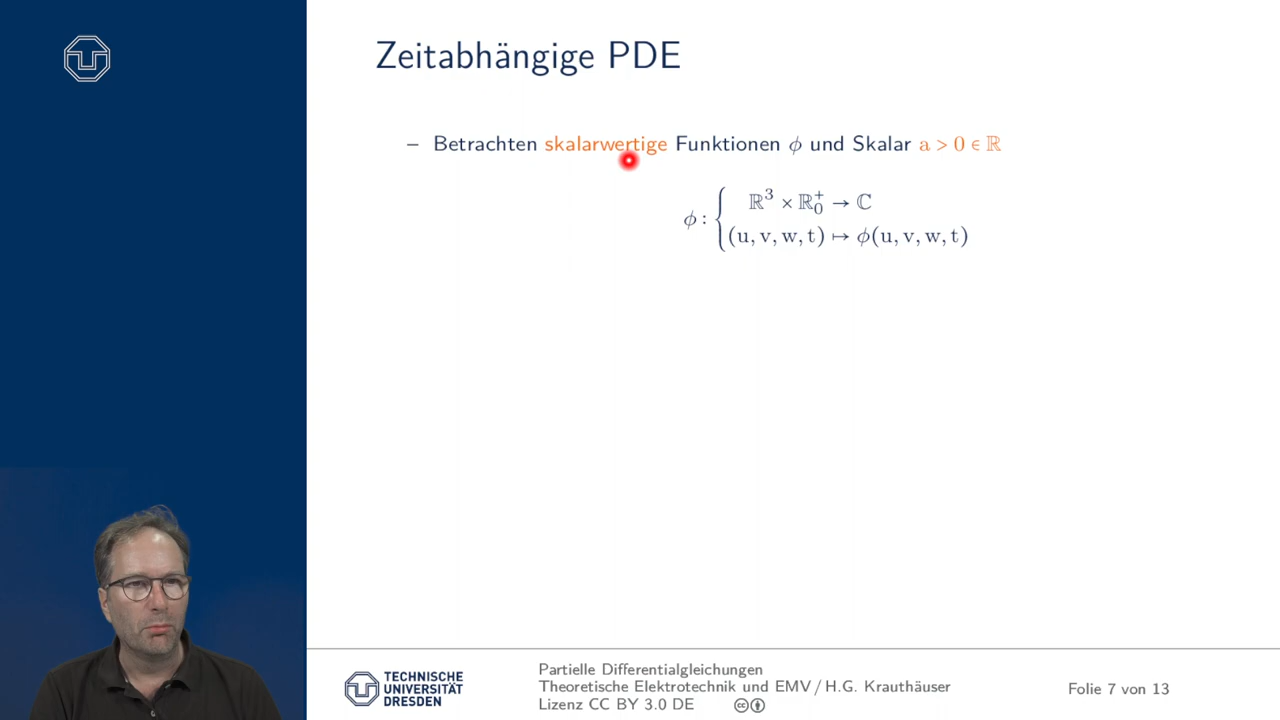 Zeitabhängige PDE
– Betrachten skalarwertige Funktionen ϕ und Skalar a > 0 ∈ ℝ
ϕ : { ℝ³ × ℝ₀⁺ → ℂ
(u, v, w, t) ↦ ϕ(u, v, w, t)
TECHNISCHE
UNIVERSITÄT
DRESDEN
Partielle Differentialgleichungen
Theoretische Elektrotechnik und EMV / H.G. Krauthäuser
Lizenz CC BY 3.0 DE
Folie 7 von 13